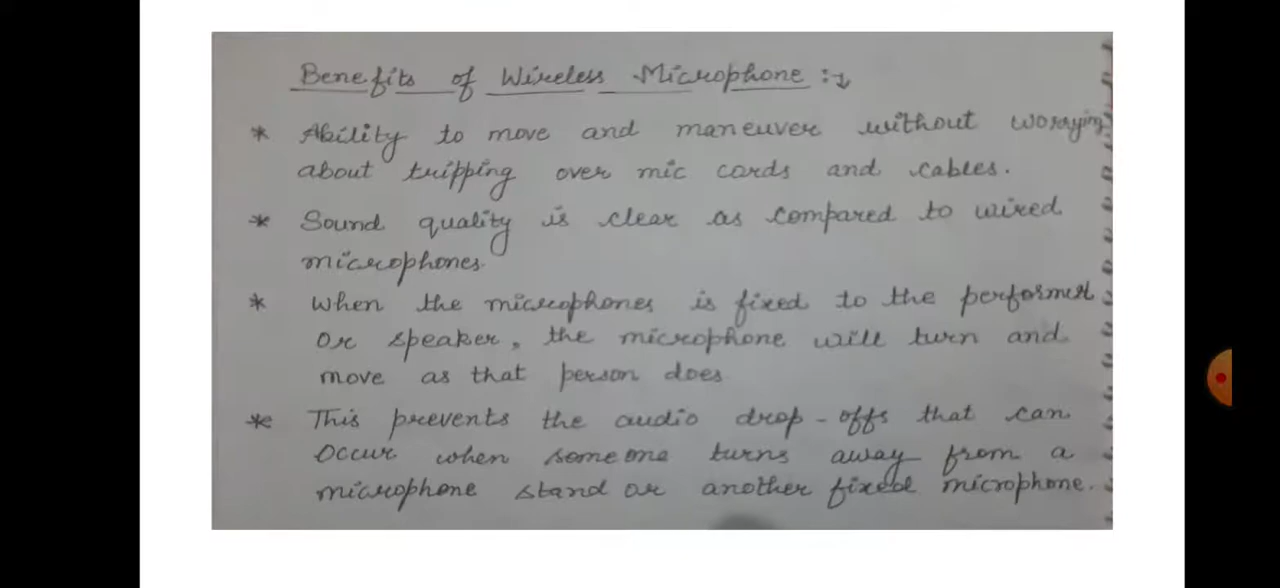 Benefits of Wireless Microphone :↓
* Ability to move and maneuver without worrying
about tripping over mic cords and cables.
* Sound quality is clear as compared to wired
microphones.
* When the microphones is fixed to the performer
or speaker, the microphone will turn and
move as that person does
* This prevents the audio drop-offs that can
occur when someone turns away from a
microphone stand or another fixed microphone.